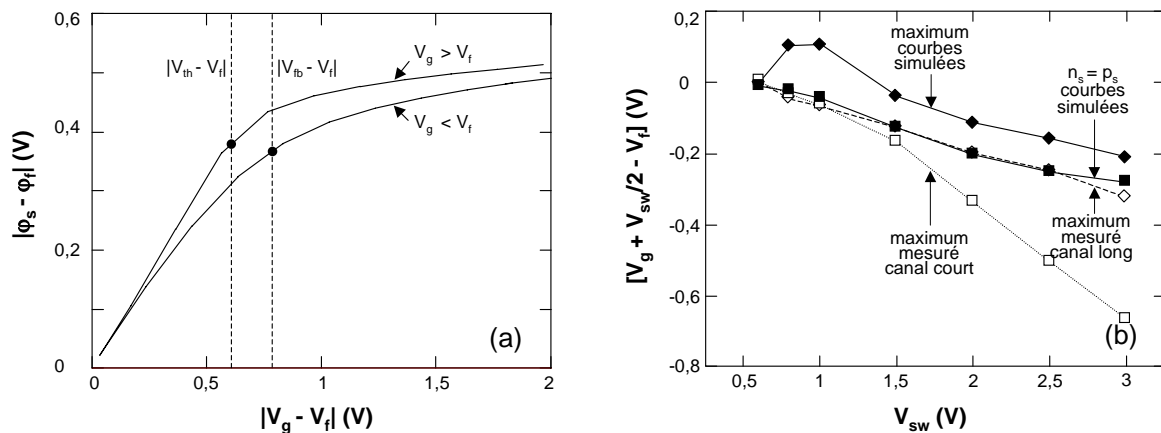 0,6
0,4
0,2
0
|φs - φf| (V)
|Vth - Vf|
|Vfb - Vf|
Vg > Vf
Vg < Vf
(a)
0 0,5 1 1,5 2
|Vg - Vf| (V)
0,2
0
-0,2
-0,4
-0,6
-0,8
[Vg + Vsw/2 - Vf] (V)
maximum
courbes
simulées
ns = ps
courbes
simulées
maximum
mesuré
canal court
maximum
mesuré
canal long
(b)
0,5 1 1,5 2 2,5 3
Vsw (V)